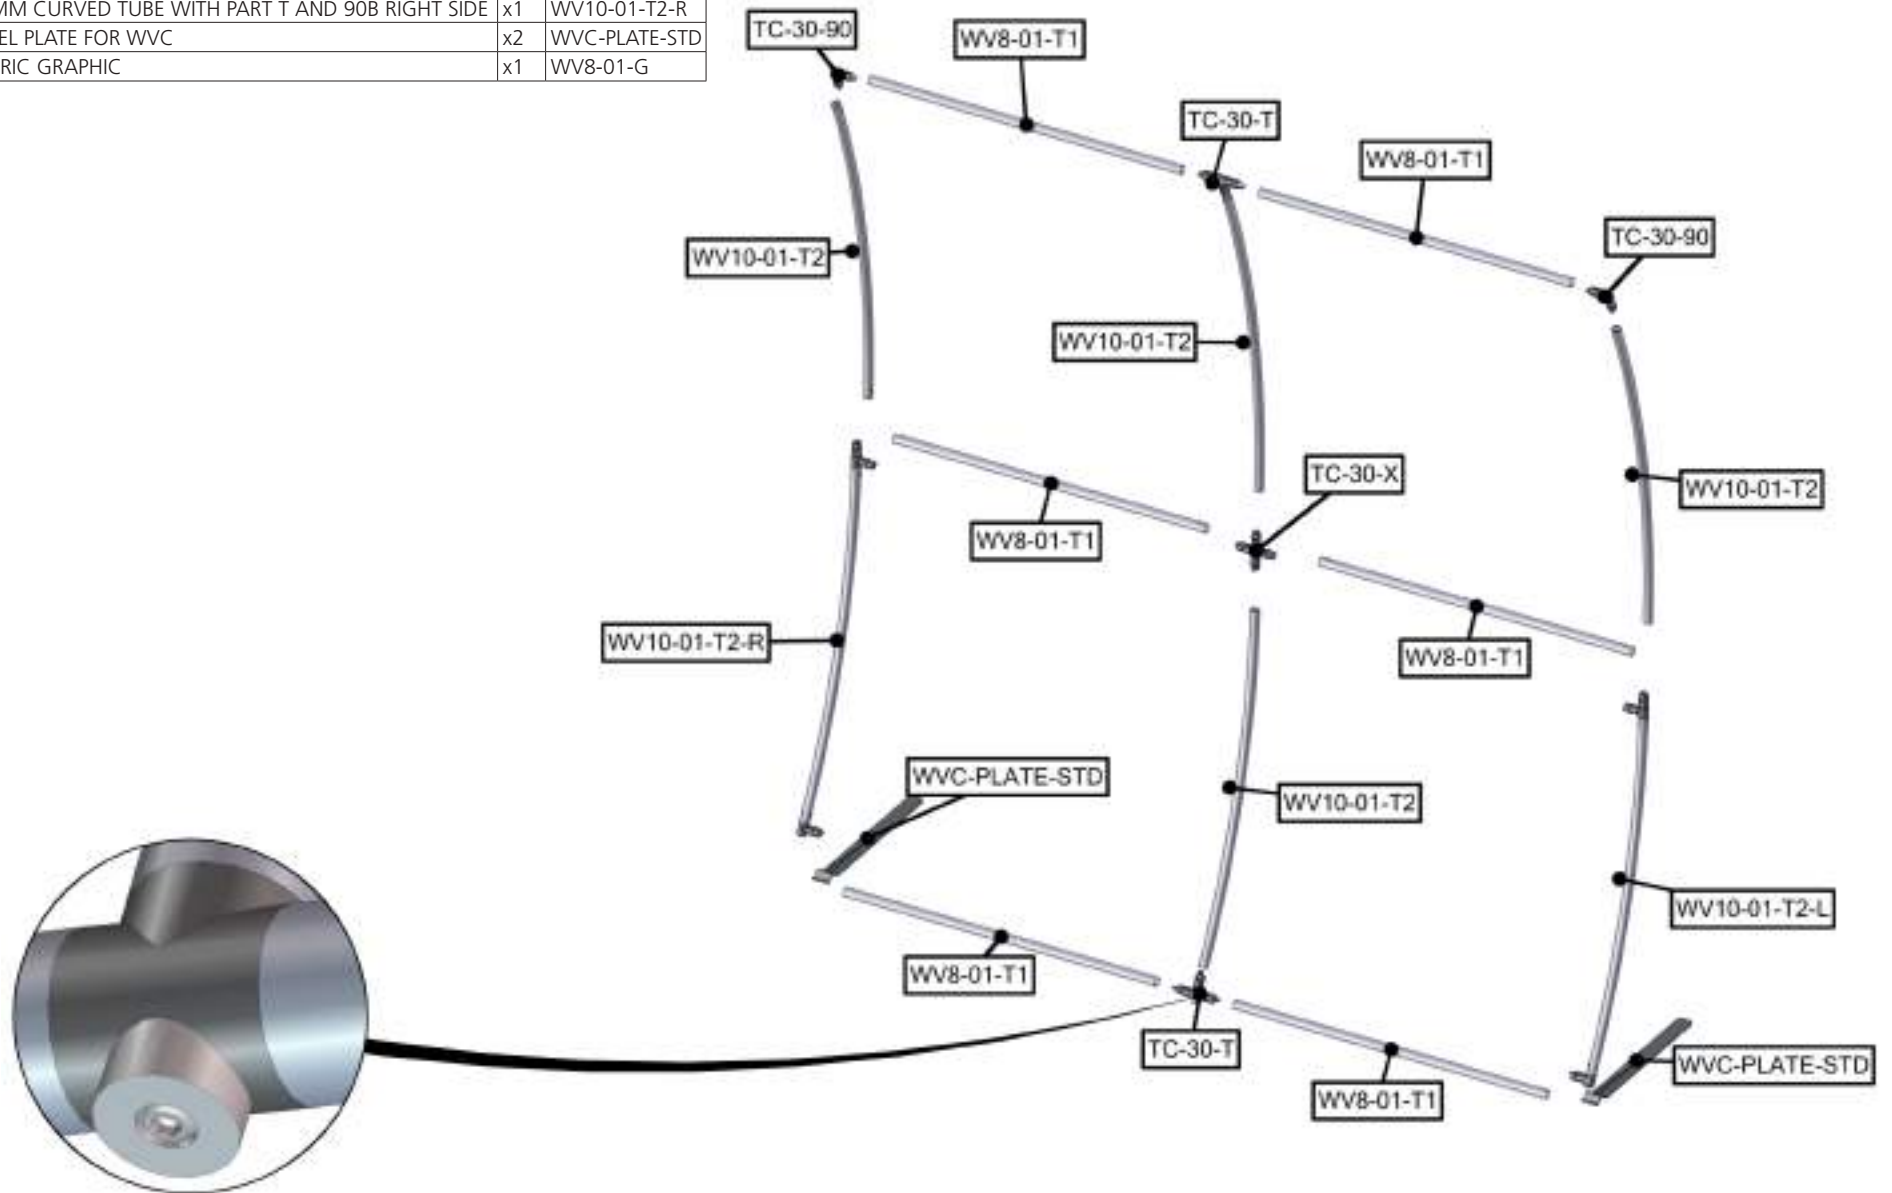 MM CURVED TUBE WITH PART T AND 90B RIGHT SIDE x1 WV10-01-T2-R
EL PLATE FOR WVC x2 WVC-PLATE-STD
RIC GRAPHIC x1 WV8-01-G
TC-30-90
WV8-01-T1
TC-30-T
WV8-01-T1
TC-30-90
WV10-01-T2
WV10-01-T2
TC-30-X
WV10-01-T2
WV8-01-T1
WV10-01-T2-R
WV8-01-T1
WVC-PLATE-STD
WV10-01-T2
WV10-01-T2-L
WV8-01-T1
TC-30-T
WVC-PLATE-STD
WV8-01-T1